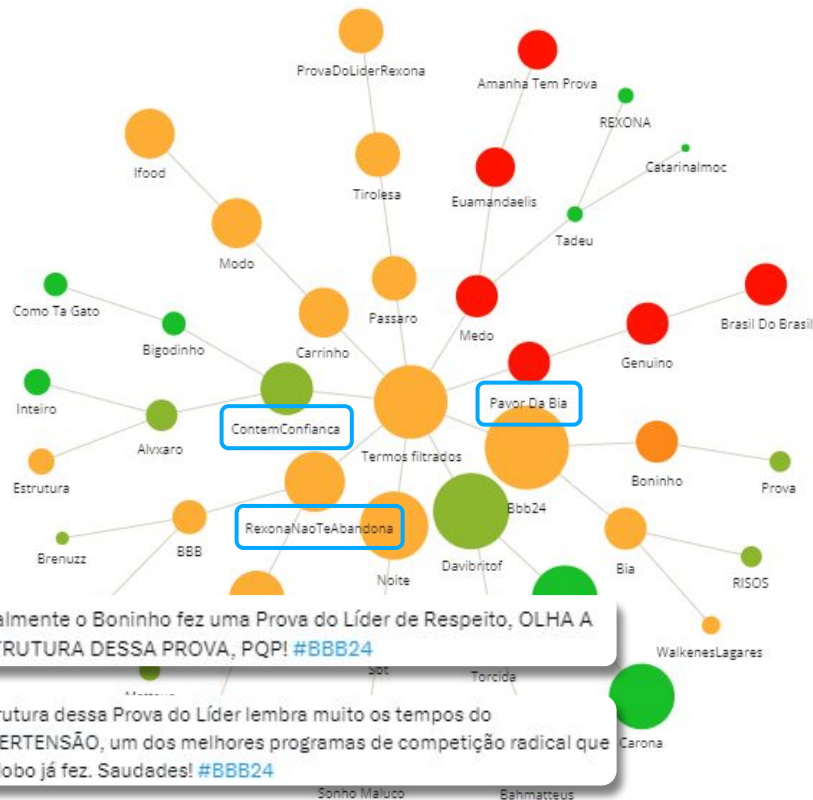 ProvaDoLiderRexona
Amanha Tem Prova
REXONA
Ifood
Catarinalmoc
Tirolesa
Euamandaelis
Tadeu
Modo
Como Ta Gato
Passaro
Brasil Do Brasil
Medo
Bigodinho
Carrinho
Genuino
Inteiro
Pavor Da Bia
ContemConfianca
Alvxaro
Termos filtrados
Estrutura
Boninho
Prova
Bbb24
RexonaNaoTeAbandona
BBB
Brenuzz
Davibritof
Bia
Noite
RISOS
almente o Boninho fez uma Prova do Líder de Respeito, OLHA A
TRUTURA DESSA PROVA, PQP! #BBB24
WalkenesLagares
Sbt
Torcida
rutura dessa Prova do Líder lembra muito os tempos do
PERTENSÃO, um dos melhores programas de competição radical que
Globo já fez. Saudades! #BBB24
Carona
Sonho Maluco
Bahmatteus